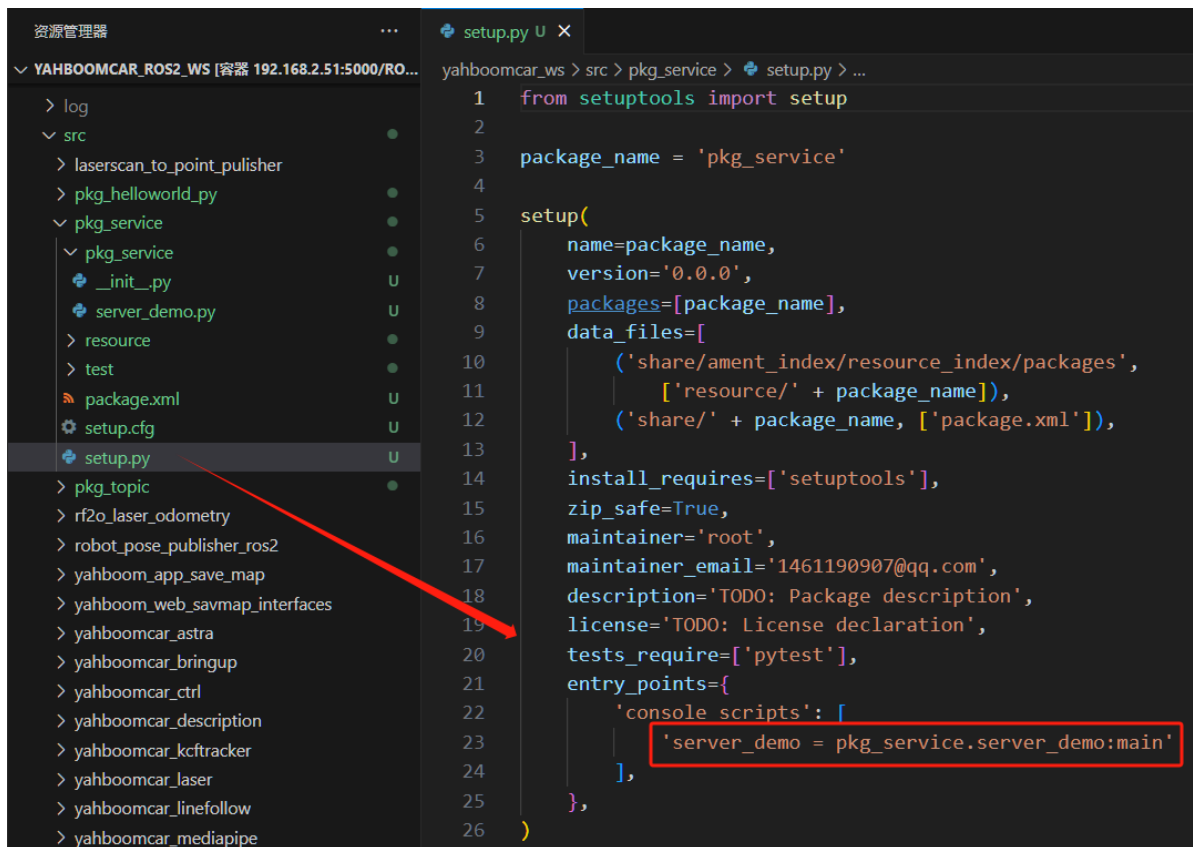 资源管理器
···
YAHBOOMCAR_ROS2_WS [容器 192.168.2.51:5000/RO...
log
src
laserscan_to_point_pulisher
pkg_helloworld_py
pkg_service
pkg_service
__init__.py U
server_demo.py U
resource
test
package.xml U
setup.cfg U
setup.py U
pkg_topic
rf2o_laser_odometry
robot_pose_publisher_ros2
yahboom_app_save_map
yahboom_web_savmap_interfaces
yahboomcar_astra
yahboomcar_bringup
yahboomcar_ctrl
yahboomcar_description
yahboomcar_kcftracker
yahboomcar_laser
yahboomcar_linefollow
yahboomcar_mediapipe
setup.py U
yahboomcar_ws > src > pkg_service > setup.py > ...
1 from setuptools import setup
2
3 package_name = 'pkg_service'
4
5 setup(
6 name=package_name,
7 version='0.0.0',
8 packages=[package_name],
9 data_files=[
10 ('share/ament_index/resource_index/packages',
11 ['resource/' + package_name]),
12 ('share/' + package_name, ['package.xml']),
13 ],
14 install_requires=['setuptools'],
15 zip_safe=True,
16 maintainer='root',
17 maintainer_email='1461190907@qq.com',
18 description='TODO: Package description',
19 license='TODO: License declaration',
20 tests_require=['pytest'],
21 entry_points={
22 'console scripts': [
23 'server_demo = pkg_service.server_demo:main'
24 ],
25 },
26 )